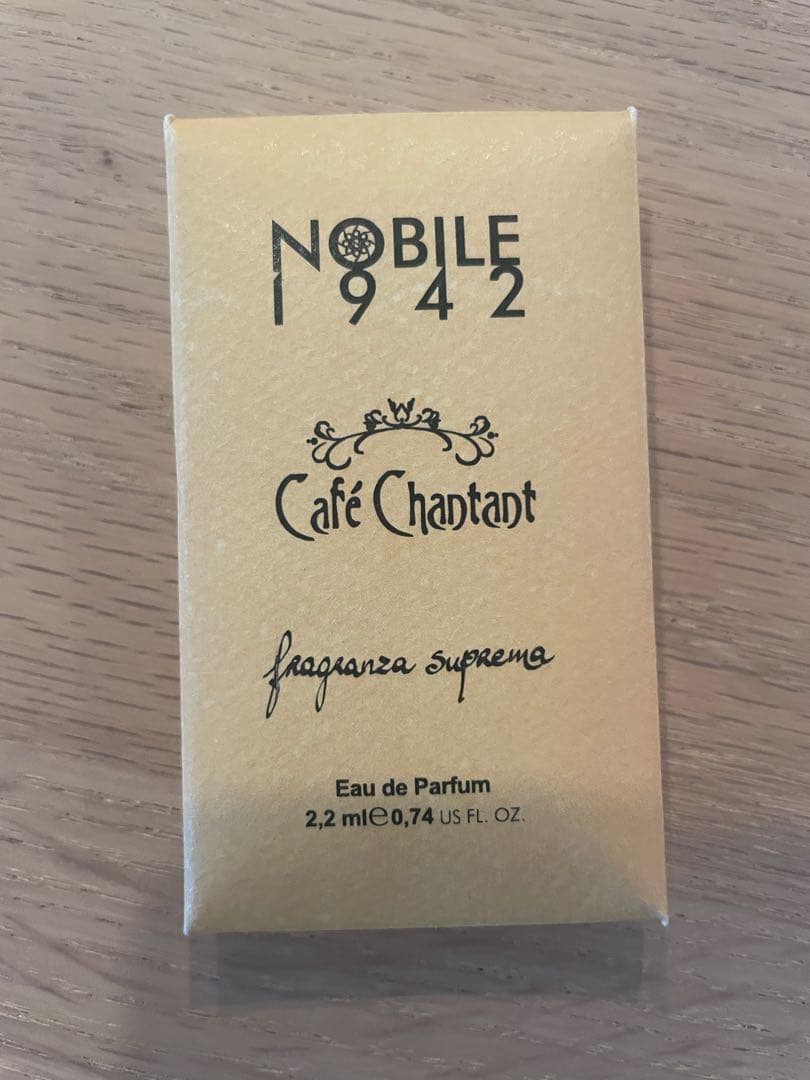 NOBILE
1942
Café Chantant
fragranza suprema
Eau de Parfum
2,2 ml℮0,74 US FL. OZ.